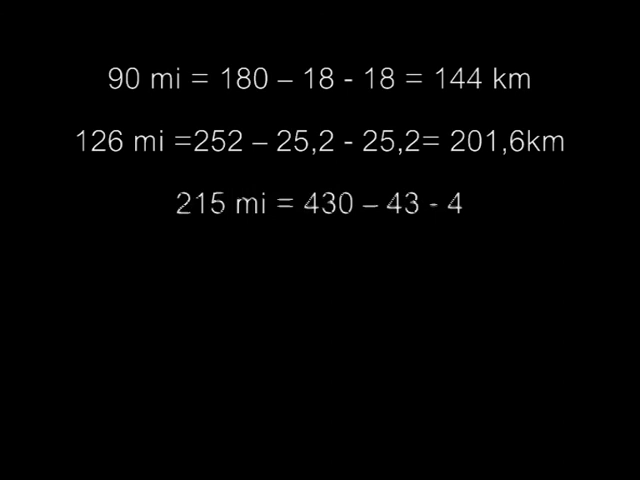 90 mi = 180 – 18 - 18 = 144 km
126 mi =252 – 25,2 - 25,2= 201,6km
215 mi = 430 – 43 - 4